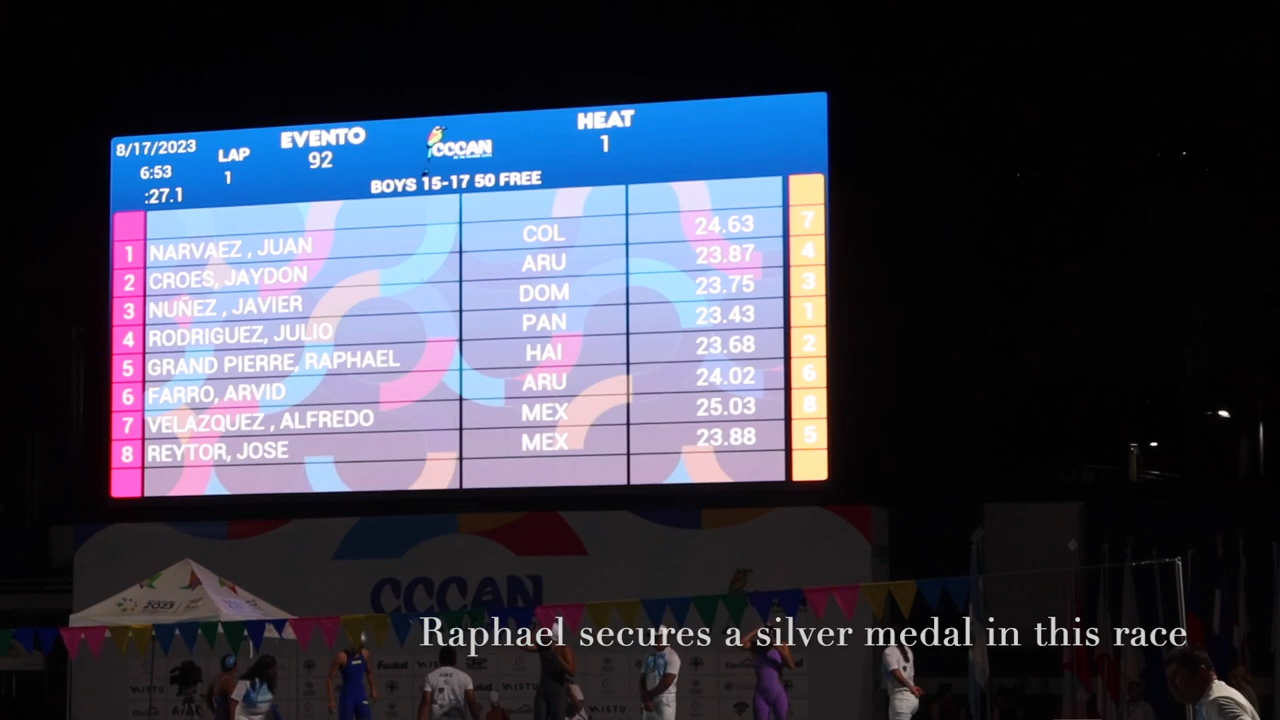 8/17/2023
6:53
:27.1
LAP
1
EVENTO
92
CCCAN
HEAT
1
BOYS 15-17 50 FREE
1 NARVAEZ , JUAN COL 24.63 7
2 CROES, JAYDON ARU 23.87 4
3 NUÑEZ , JAVIER DOM 23.75 3
4 RODRIGUEZ, JULIO PAN 23.43 1
5 GRAND PIERRE, RAPHAEL HAI 23.68 2
6 FARRO, ARVID ARU 24.02 6
7 VELAZQUEZ , ALFREDO MEX 25.03 8
8 REYTOR, JOSE MEX 23.88 5
CCCAN
2023
Raphael secures a silver medal in this race